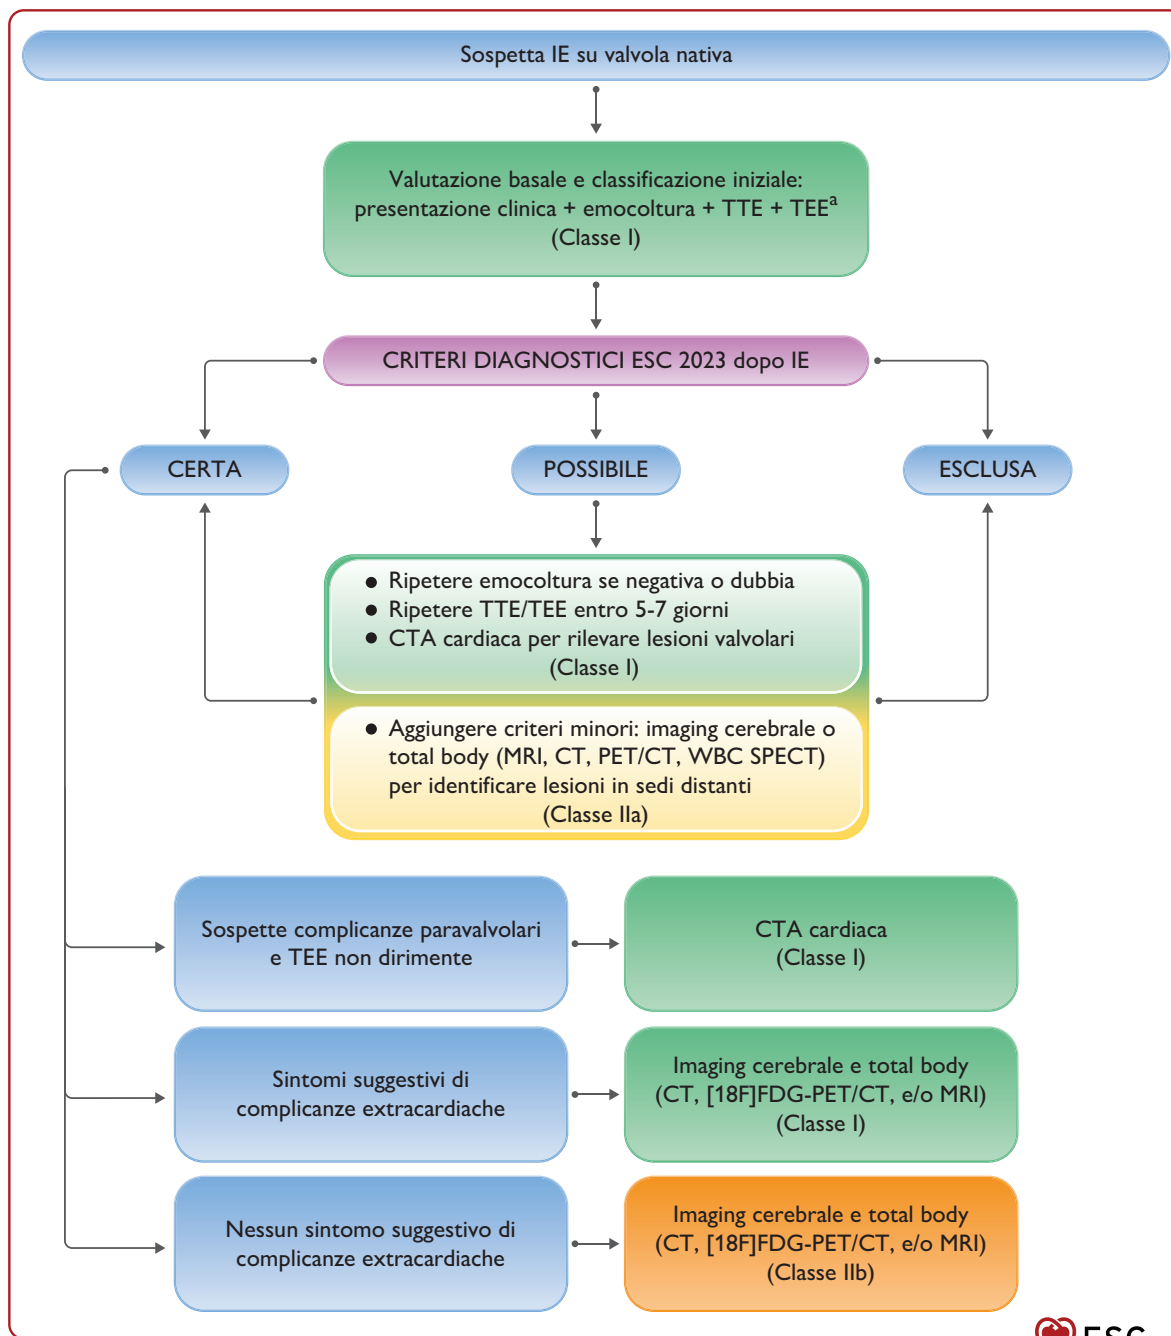 Sospetta IE su valvola nativa
Valutazione basale e classificazione iniziale:
presentazione clinica + emocoltura + TTE + TEEa
(Classe I)
CRITERI DIAGNOSTICI ESC 2023 dopo IE
CERTA
POSSIBILE
ESCLUSA
● Ripetere emocoltura se negativa o dubbia
● Ripetere TTE/TEE entro 5-7 giorni
● CTA cardiaca per rilevare lesioni valvolari
(Classe I)
● Aggiungere criteri minori: imaging cerebrale o
total body (MRI, CT, PET/CT, WBC SPECT)
per identificare lesioni in sedi distanti
(Classe IIa)
Sospette complicanze paravalvolari
e TEE non dirimente
CTA cardiaca
(Classe I)
Sintomi suggestivi di
complicanze extracardiache
Imaging cerebrale e total body
(CT, [18F]FDG-PET/CT, e/o MRI)
(Classe I)
Nessun sintomo suggestivo di
complicanze extracardiache
Imaging cerebrale e total body
(CT, [18F]FDG-PET/CT, e/o MRI)
(Classe IIb)
ESC